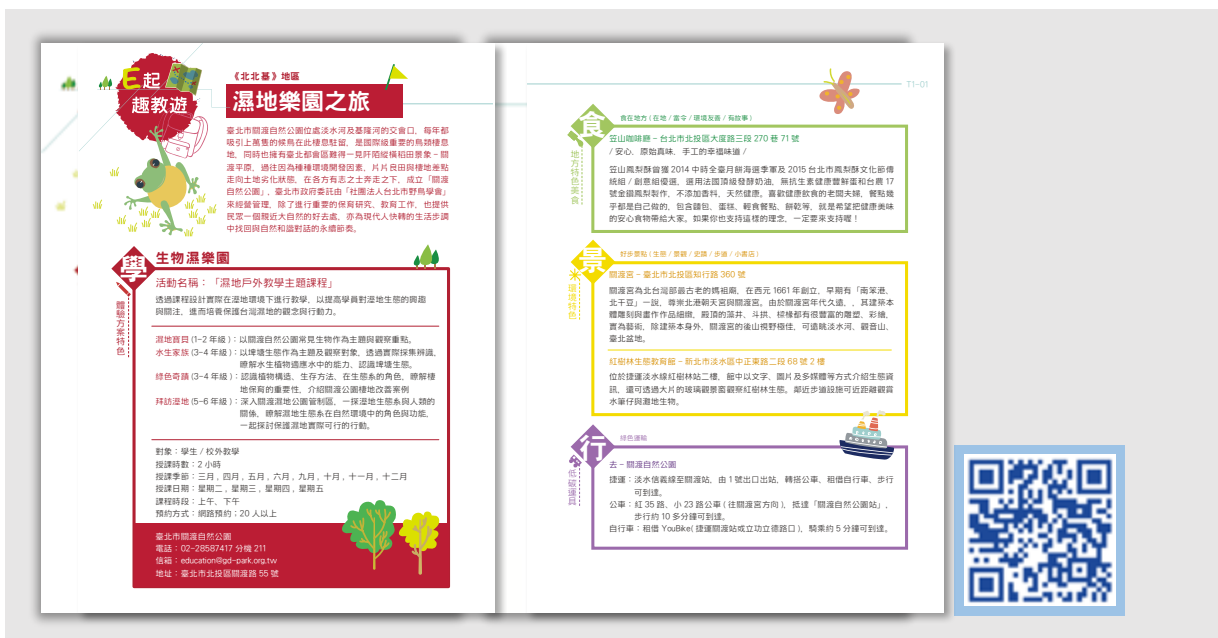 E起
趣教遊
《北北基》地區
濕地樂園之旅
臺北市關渡自然公園位處淡水河及基隆河的交會口，每年都
吸引上萬隻的候鳥在此棲息駐留，是國際級重要的鳥類棲息
地，同時也擁有臺北都會區難得一見阡陌縱橫稻田景象－關
渡平原，過往因為種種環境開發因素，片片良田與棲地差點
走向土地劣化狀態，在各方有志之士奔走之下，成立「關渡
自然公園」，臺北市政府委託由「社團法人台北市野鳥學會」
來經營管理，除了進行重要的保育研究、教育工作，也提供
民眾一個親近大自然的好去處，亦為現代人快轉的生活步調
中找回與自然和諧對話的永續節奏。
學
體驗方案特色
生物濕樂園
活動名稱：「濕地戶外教學主題課程」
透過課程設計實際在溼地環境下進行教學，以提高學員對溼地生態的興趣
與關注，進而培養保護台灣濕地的觀念與行動力。
濕地寶貝 (1-2 年級)：以關渡自然公園常見生物作為主題與觀察重點。
水生家族 (3-4 年級)：以埤塘生態作為主題及觀察對象，透過實際採集辨識，
瞭解水生植物適應水中的能力、認識埤塘生態。
綠色奇蹟 (3-4 年級)：認識植物構造、生存方法、在生態系的角色，瞭解棲
地保育的重要性，介紹關渡公園棲地改善案例
拜訪溼地 (5-6 年級)：深入關渡濕地公園管制區，一探溼地生態系與人類的
關係，瞭解濕地生態系在自然環境中的角色與功能，
一起探討保護濕地實際可行的行動。
對象：學生 / 校外教學
授課時數：2 小時
授課季節：三月，四月，五月，六月，九月，十月，十一月，十二月
授課日期：星期二，星期三，星期四，星期五
課程時段：上午、下午
預約方式：網路預約；20 人以上
臺北市關渡自然公園
電話：02-28587417 分機 211
信箱：education@gd-park.org.tw
地址：臺北市北投區關渡路 55 號
T1-01
食
地方特色美食
食在地方 ( 在地 / 當令 / 環境友善 / 有故事 )
笠山咖啡廳 – 台北市北投區大度路三段 270 巷 71 號
/ 安心、原始真味、手工的幸福味道 /
笠山鳳梨酥曾獲 2014 中時全臺月餅海選季軍及 2015 台北市鳳梨酥文化節傳
統組 / 創意組優選，選用法國頂級發酵奶油，無抗生素健康豐鮮蛋和台農 17
號金鑽鳳梨製作，不添加香料，天然健康。喜歡健康飲食的老闆夫婦，餐點幾
乎都是自己做的，包含麵包、蛋糕、輕食餐點、餅乾等，就是希望把健康美味
的安心食物帶給大家。如果你也支持這樣的理念，一定要來支持喔！
景
環境特色
好步景點 ( 生態 / 景觀 / 史蹟 / 步道 / 小書店 )
關渡宮 – 臺北市北投區知行路 360 號
關渡宮為北台灣部最古老的媽祖廟，在西元 1661 年創立，早期有「南笨港、
北干豆」一說，尊崇北港朝天宮與關渡宮。由於關渡宮年代久遠，、其建築本
體雕刻與畫作作品細緻，殿頂的藻井、斗拱、樑椽都有很豐富的雕塑、彩繪，
實為藝術，除建築本身外，關渡宮的後山視野極佳，可遠眺淡水河、觀音山、
臺北盆地。
紅樹林生態教育館 – 新北市淡水區中正東路二段 68 號 2 樓
位於捷運淡水線紅樹林站二樓，館中以文字、圖片及多媒體等方式介紹生態資
訊，還可透過大片的玻璃觀景窗觀察紅樹林生態。鄰近步道設施可近距離觀賞
水筆仔與濕地生物。
行
低碳運具
綠色運輸
去 – 關渡自然公園
捷運：淡水信義線至關渡站，由 1 號出口出站，轉搭公車、租借自行車、步行
可到達。
公車：紅 35 路、小 23 路公車 ( 往關渡宮方向 )，抵達「關渡自然公園站」，
步行約 10 多分鐘可到達。
自行車：租借 YouBike( 捷運關渡站或立功立德路口 )，騎乘約 5 分鐘可到達。